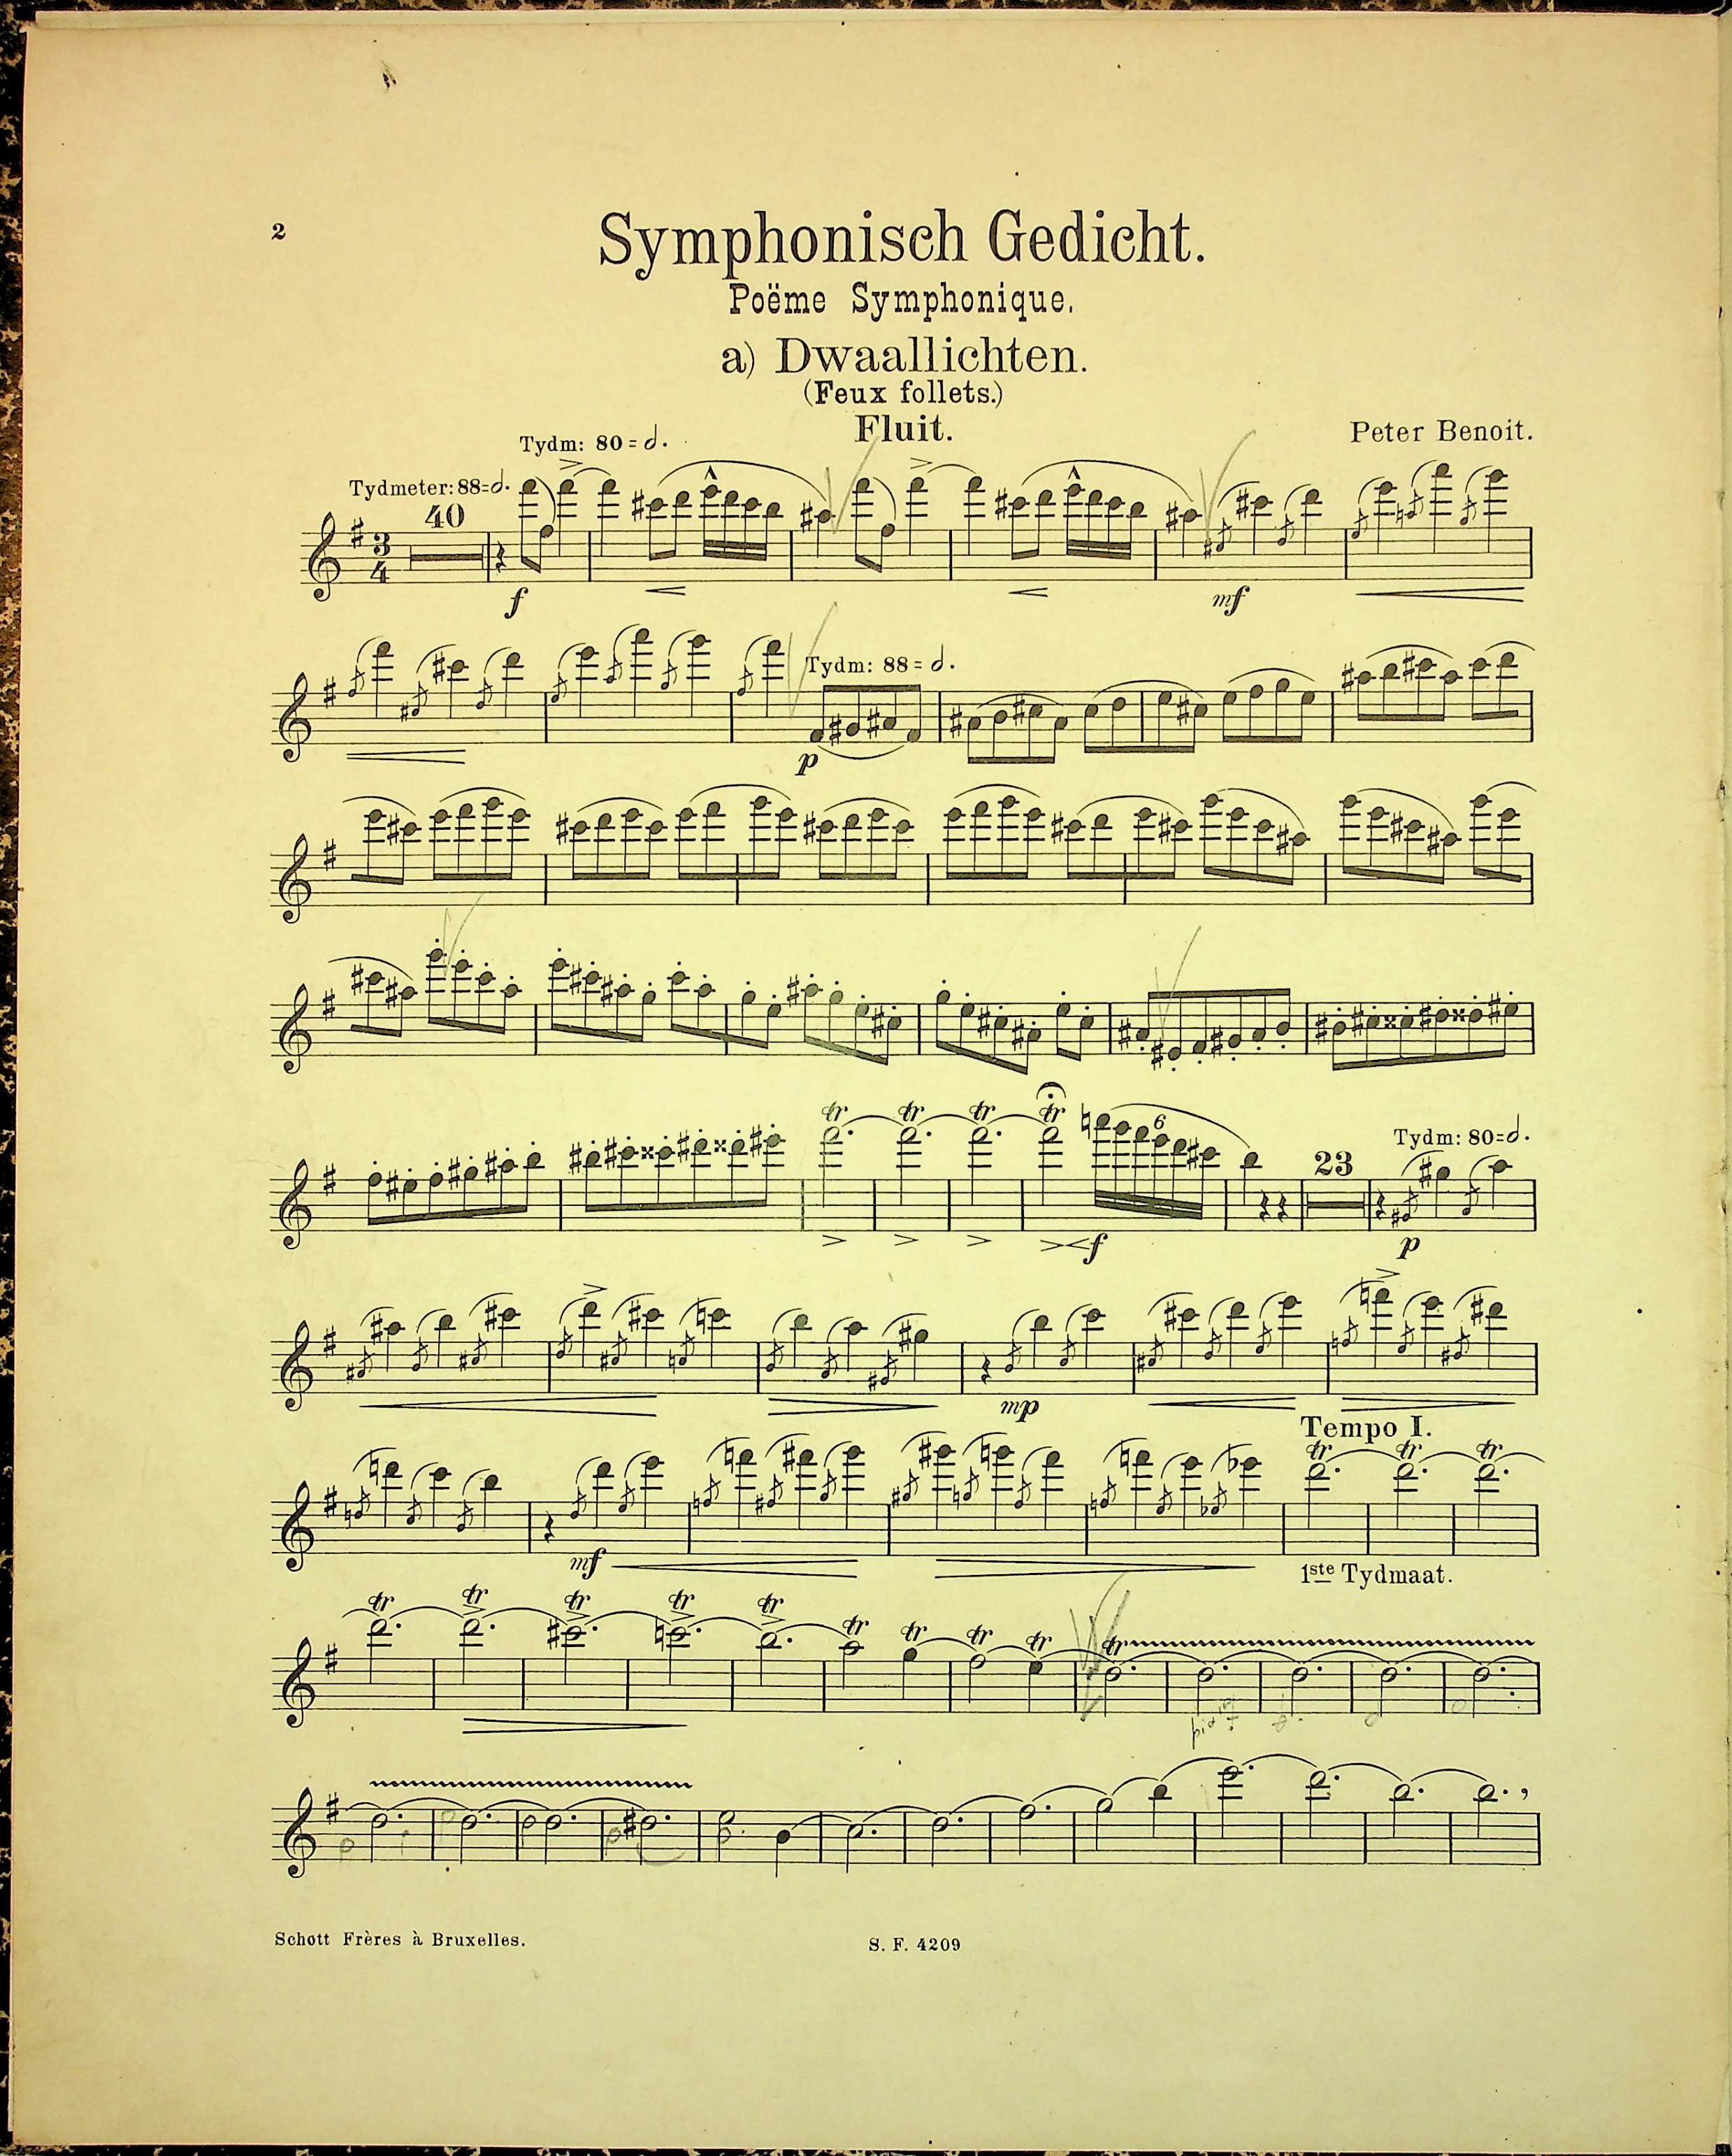 2
Symphonisch Gedicht.
Poëme Symphonique.
a) Dwaallichten.
(Feux follets.)
Fluit.
Peter Benoit.
Tydm: 80 = 𝅗𝅥.
Tydmeter: 88 = 𝅗𝅥.
40
3
4
f
mf
Tydm: 88 = 𝅗𝅥.
p
tr tr tr tr
6
Tydm: 80 = 𝅗𝅥.
23
f
p
mp
Tempo I.
tr tr tr
mf
1ste Tydmaat.
tr tr tr tr tr tr tr tr tr tr
Schott Frères à Bruxelles.
S. F. 4209